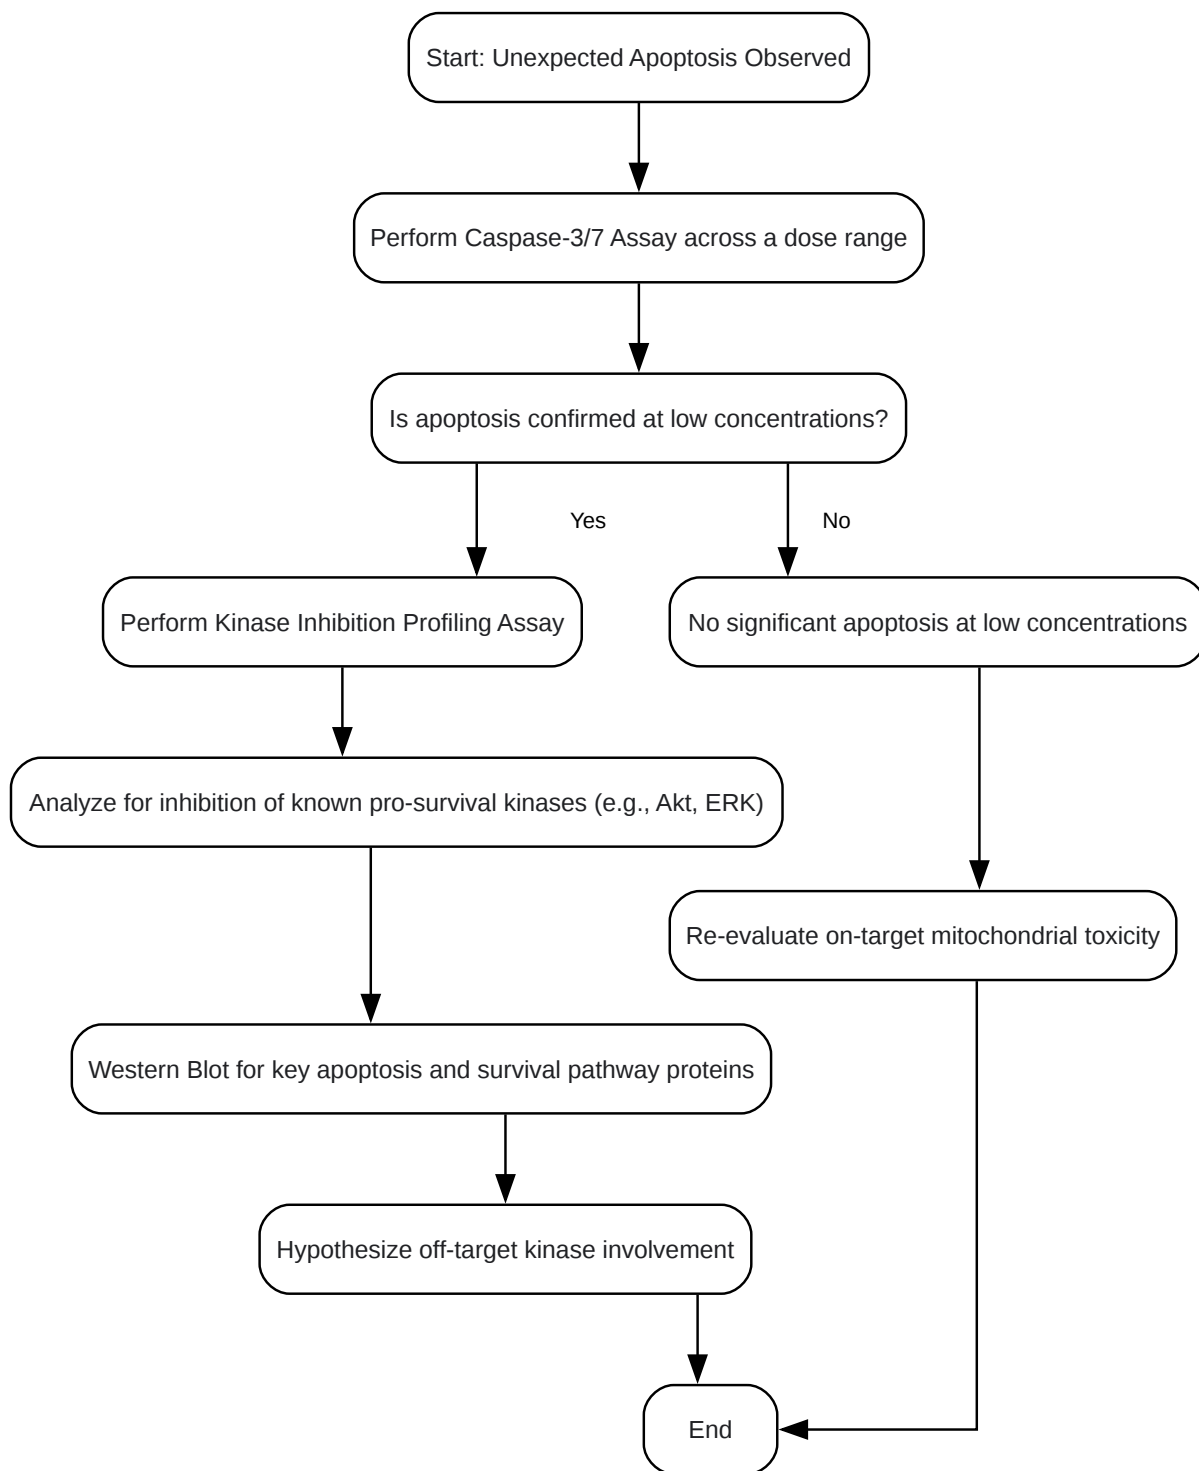 Start: Unexpected Apoptosis Observed
Perform Caspase-3/7 Assay across a dose range
Is apoptosis confirmed at low concentrations?
Yes
No
Perform Kinase Inhibition Profiling Assay
No significant apoptosis at low concentrations
Analyze for inhibition of known pro-survival kinases (e.g., Akt, ERK)
Re-evaluate on-target mitochondrial toxicity
Western Blot for key apoptosis and survival pathway proteins
Hypothesize off-target kinase involvement
End